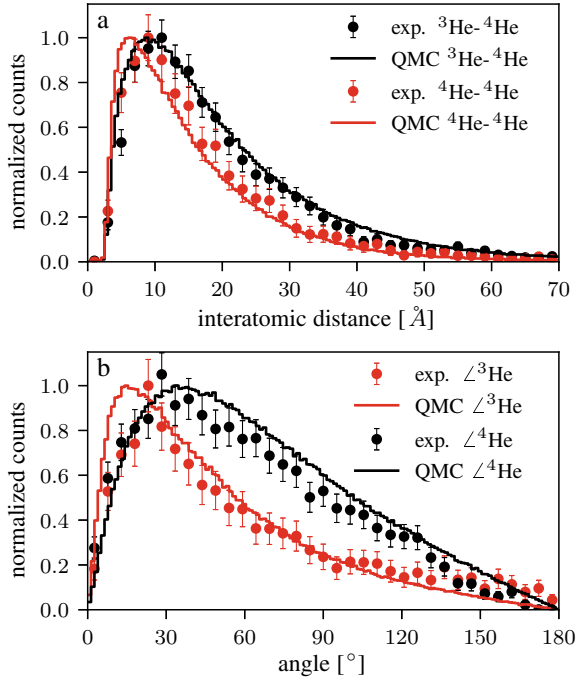 a
exp. ³He-⁴He
QMC ³He-⁴He
exp. ⁴He-⁴He
QMC ⁴He-⁴He
normalized counts
1.0
0.8
0.6
0.4
0.2
0.0
0 10 20 30 40 50 60 70
interatomic distance [Å]
b
exp. ∠³He
QMC ∠³He
exp. ∠⁴He
QMC ∠⁴He
normalized counts
1.0
0.8
0.6
0.4
0.2
0.0
0 30 60 90 120 150 180
angle [°]